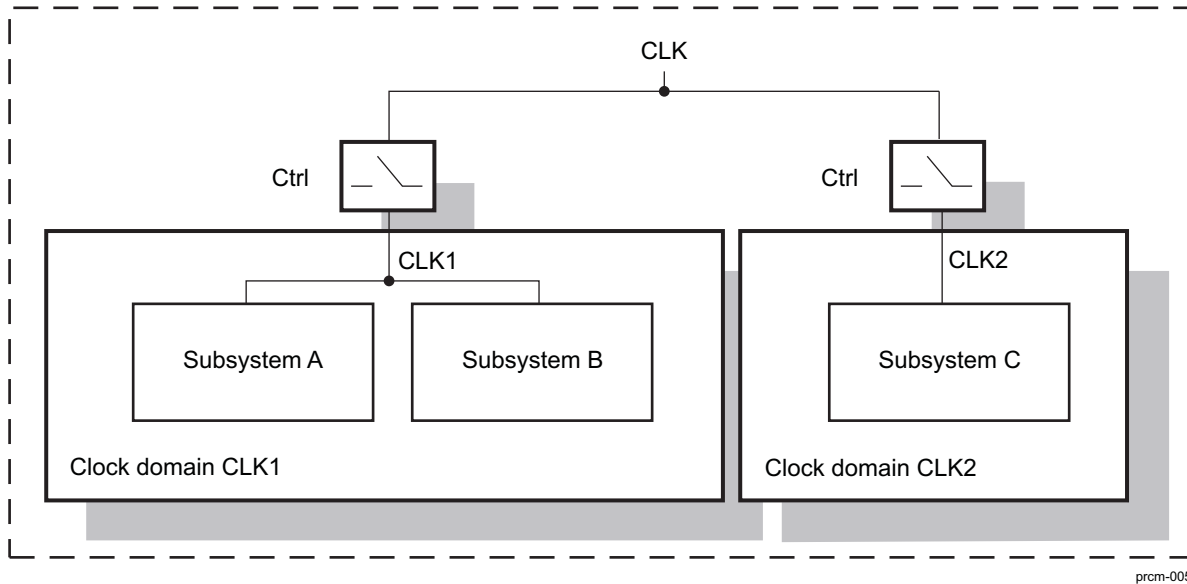 CLK
Ctrl
Ctrl
CLK1
CLK2
Subsystem A
Subsystem B
Subsystem C
Clock domain CLK1
Clock domain CLK2